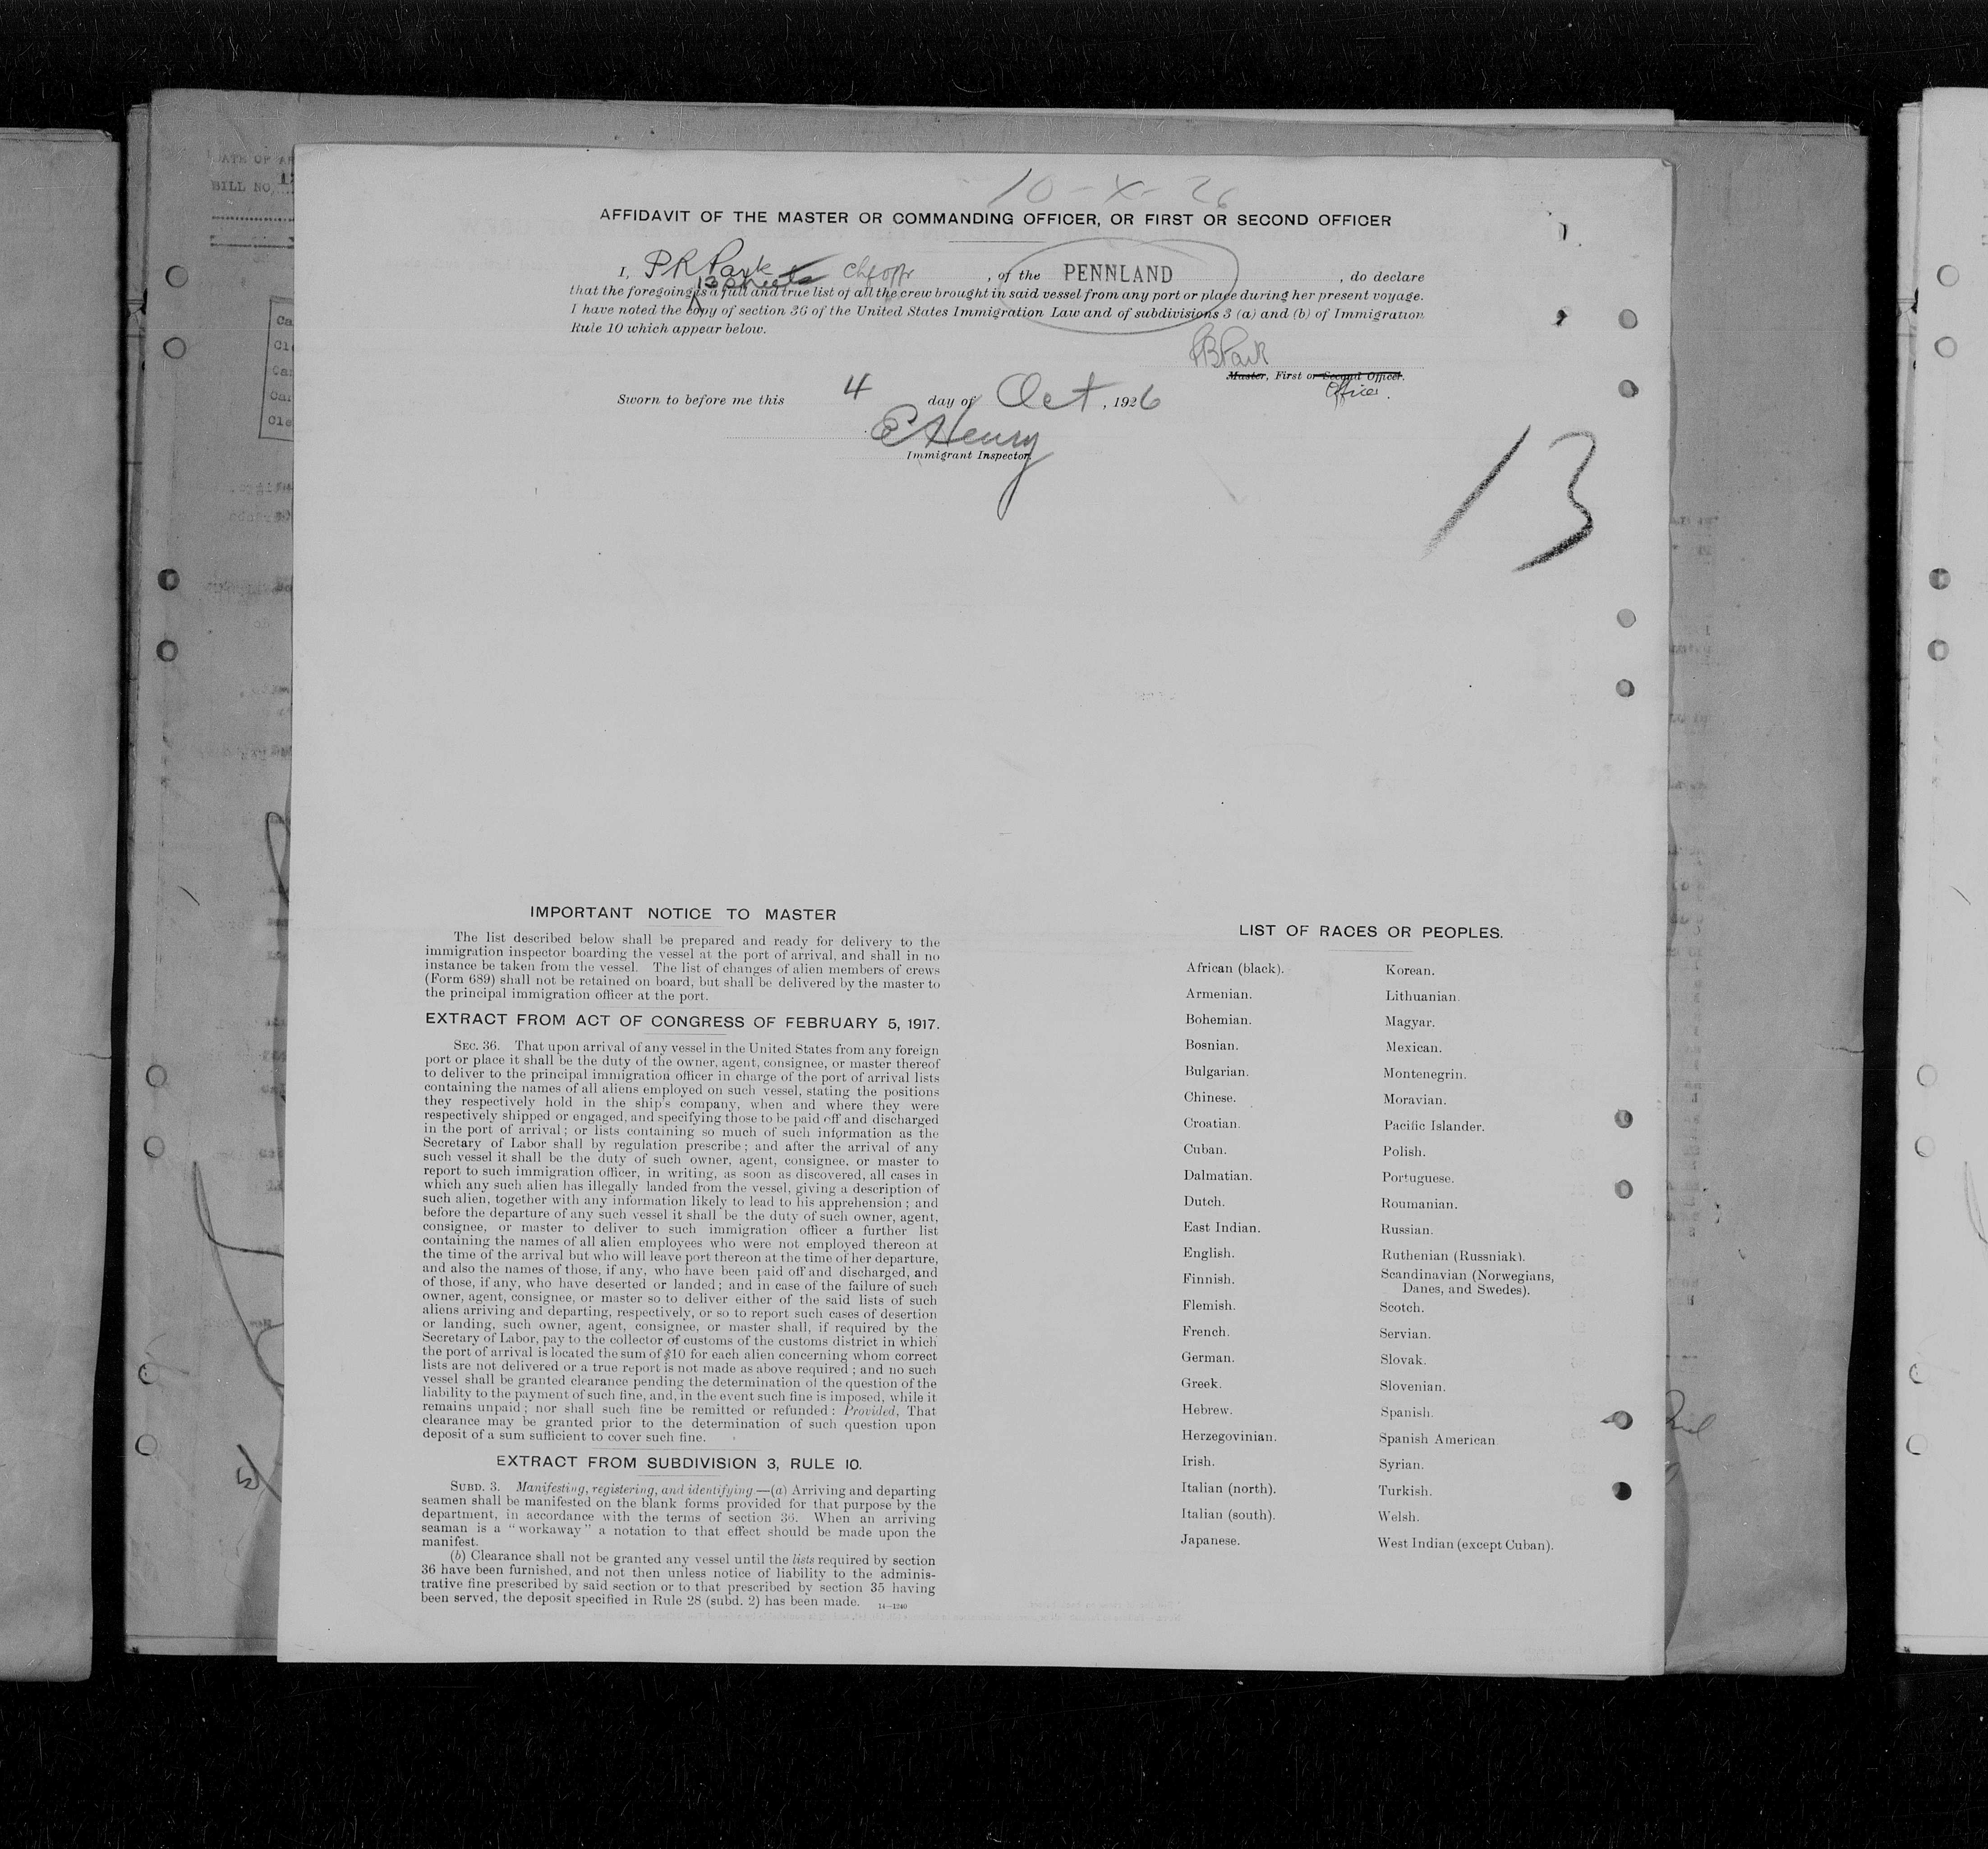 DATE OF AR
BILL NO.
10-X-26
AFFIDAVIT OF THE MASTER OR COMMANDING OFFICER, OR FIRST OR SECOND OFFICER
I, P R Park Ch offr, of the PENNLAND, do declare
13 sheets
that the foregoing is a full and true list of all the crew brought in said vessel from any port or place during her present voyage.
I have noted the copy of section 36 of the United States Immigration Law and of subdivisions 3 (a) and (b) of Immigration
Rule 10 which appear below.
Park
Master, First or Second Officer.
Officer.
Sworn to before me this 4 day of Oct, 1926
E Henry
Immigrant Inspector.
13
IMPORTANT NOTICE TO MASTER
The list described below shall be prepared and ready for delivery to the
immigration inspector boarding the vessel at the port of arrival, and shall in no
instance be taken from the vessel. The list of changes of alien members of crews
(Form 689) shall not be retained on board, but shall be delivered by the master to
the principal immigration officer at the port.
EXTRACT FROM ACT OF CONGRESS OF FEBRUARY 5, 1917.
SEC. 36. That upon arrival of any vessel in the United States from any foreign
port or place it shall be the duty of the owner, agent, consignee, or master thereof
to deliver to the principal immigration officer in charge of the port of arrival lists
containing the names of all aliens employed on such vessel, stating the positions
they respectively hold in the ship's company, when and where they were
respectively shipped or engaged, and specifying those to be paid off and discharged
in the port of arrival; or lists containing so much of such information as the
Secretary of Labor shall by regulation prescribe; and after the arrival of any
such vessel it shall be the duty of such owner, agent, consignee, or master to
report to such immigration officer, in writing, as soon as discovered, all cases in
which any such alien has illegally landed from the vessel, giving a description of
such alien, together with any information likely to lead to his apprehension; and
before the departure of any such vessel it shall be the duty of such owner, agent,
consignee, or master to deliver to such immigration officer a further list
containing the names of all alien employees who were not employed thereon at
the time of the arrival but who will leave port thereon at the time of her departure,
and also the names of those, if any, who have been paid off and discharged, and
of those, if any, who have deserted or landed; and in case of the failure of such
owner, agent, consignee, or master so to deliver either of the said lists of such
aliens arriving and departing, respectively, or so to report such cases of desertion
or landing, such owner, agent, consignee, or master shall, if required by the
Secretary of Labor, pay to the collector of customs of the customs district in which
the port of arrival is located the sum of $10 for each alien concerning whom correct
lists are not delivered or a true report is not made as above required; and no such
vessel shall be granted clearance pending the determination of the question of the
liability to the payment of such fine, and, in the event such fine is imposed, while it
remains unpaid; nor shall such fine be remitted or refunded: Provided, That
clearance may be granted prior to the determination of such question upon
deposit of a sum sufficient to cover such fine.
EXTRACT FROM SUBDIVISION 3, RULE 10.
SUBD. 3. Manifesting, registering, and identifying.—(a) Arriving and departing
seamen shall be manifested on the blank forms provided for that purpose by the
department, in accordance with the terms of section 36. When an arriving
seaman is a "workaway" a notation to that effect should be made upon the
manifest.
(b) Clearance shall not be granted any vessel until the lists required by section
36 have been furnished, and not then unless notice of liability to the adminis-
trative fine prescribed by said section or to that prescribed by section 35 having
been served, the deposit specified in Rule 28 (subd. 2) has been made. 14—1240
LIST OF RACES OR PEOPLES.
African (black).
Armenian.
Bohemian.
Bosnian.
Bulgarian.
Chinese.
Croatian.
Cuban.
Dalmatian.
Dutch.
East Indian.
English.
Finnish.
Flemish.
French.
German.
Greek.
Hebrew.
Herzegovinian.
Irish.
Italian (north).
Italian (south).
Japanese.
Korean.
Lithuanian.
Magyar.
Mexican.
Montenegrin.
Moravian.
Pacific Islander.
Polish.
Portuguese.
Roumanian.
Russian.
Ruthenian (Russniak).
Scandinavian (Norwegians,
Danes, and Swedes).
Scotch.
Servian.
Slovak.
Slovenian.
Spanish.
Spanish American
Syrian.
Turkish.
Welsh.
West Indian (except Cuban).